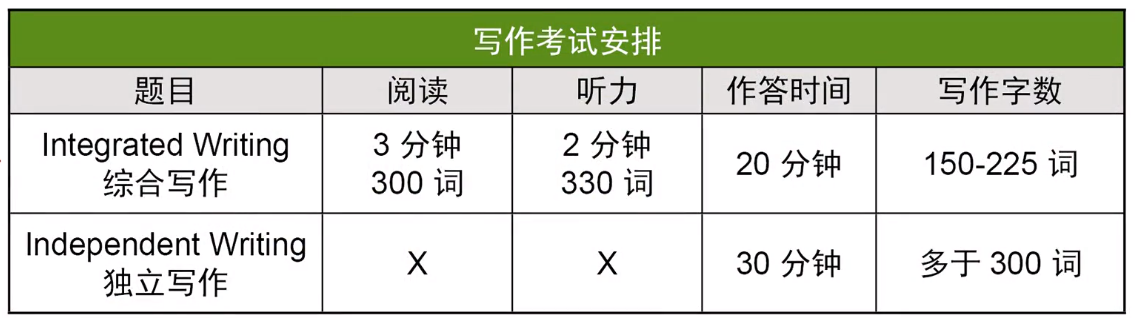 写作考试安排
题目 阅读 听力 作答时间 写作字数
Integrated Writing
综合写作
3 分钟
300 词
2 分钟
330 词
20 分钟
150-225 词
Independent Writing
独立写作
X
X
30 分钟
多于 300 词